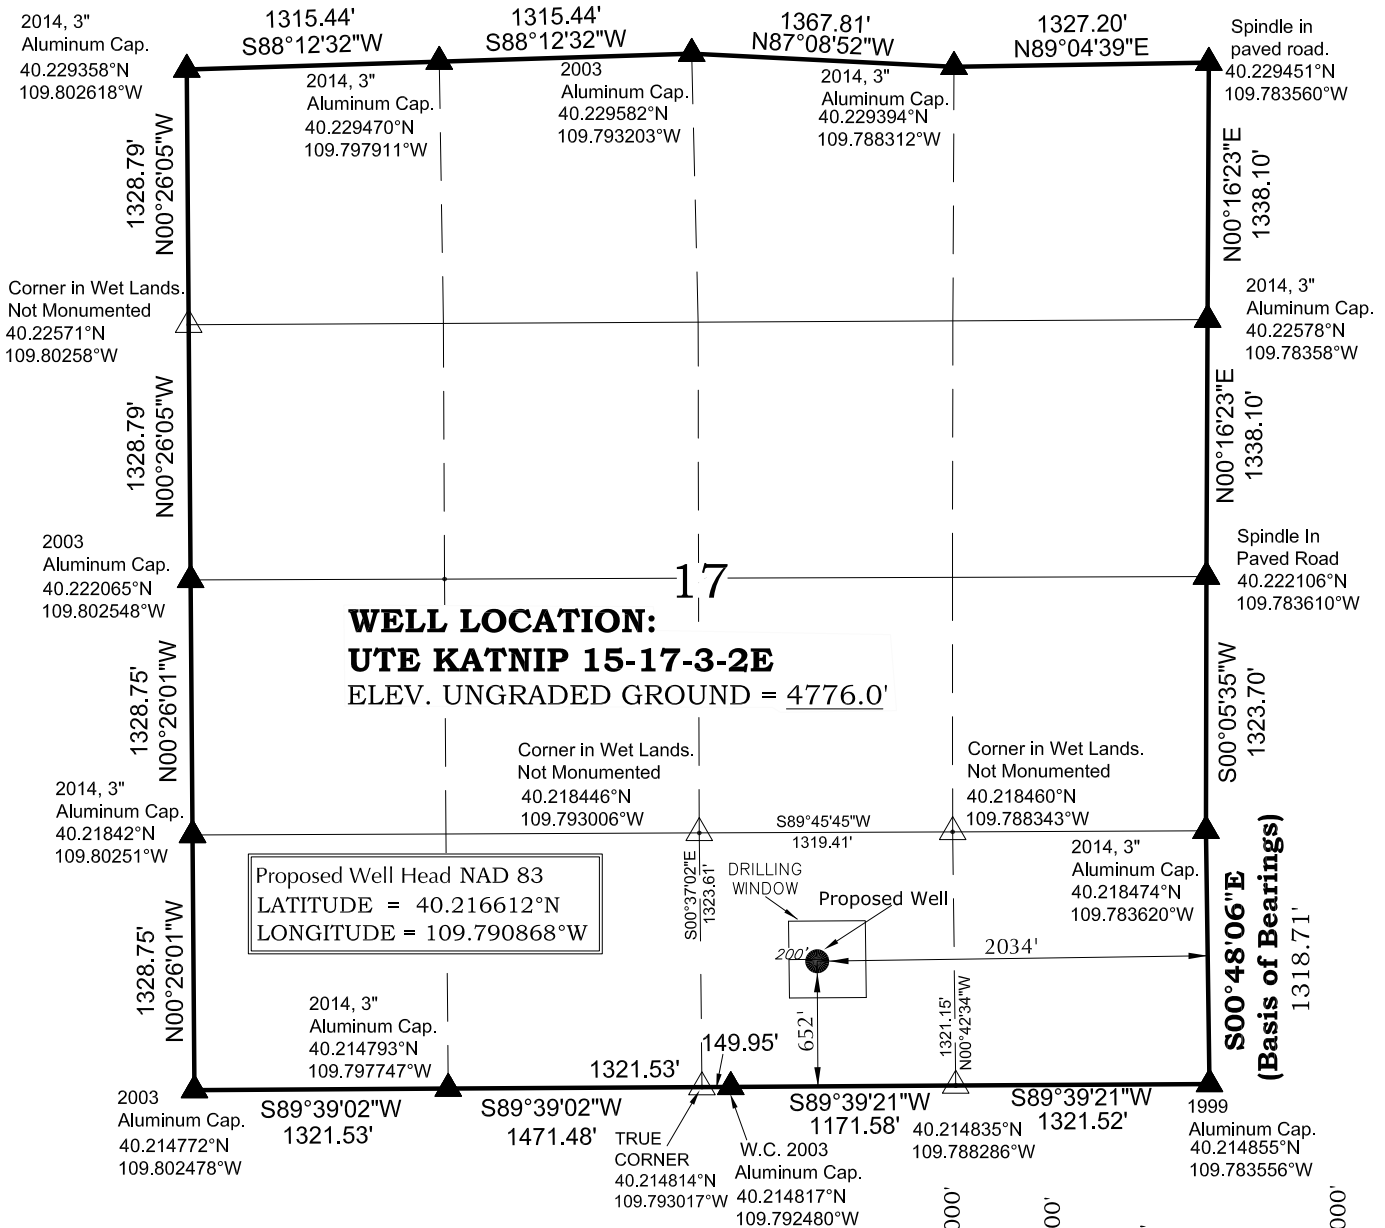 2014, 3"
Aluminum Cap.
40.229358°N
109.802618°W
1315.44'
S88°12'32"W
1315.44'
S88°12'32"W
1367.81'
N87°08'52"W
1327.20'
N89°04'39"E
Spindle in
paved road.
40.229451°N
109.783560°W
2014, 3"
Aluminum Cap.
40.229470°N
109.797911°W
2003
Aluminum Cap.
40.229582°N
109.793203°W
2014, 3"
Aluminum Cap.
40.229394°N
109.788312°W
1328.79'
N00°26'05"W
N00°16'23"E
1338.10'
Corner in Wet Lands.
Not Monumented
40.22571°N
109.80258°W
2014, 3"
Aluminum Cap.
40.22578°N
109.78358°W
1328.79'
N00°26'05"W
N00°16'23"E
1338.10'
2003
Aluminum Cap.
40.222065°N
109.802548°W
17
Spindle In
Paved Road
40.222106°N
109.783610°W
WELL LOCATION:
UTE KATNIP 15-17-3-2E
ELEV. UNGRADED GROUND = 4776.0'
1328.75'
N00°26'01"W
S00°05'35"W
1323.70'
Corner in Wet Lands.
Not Monumented
40.218446°N
109.793006°W
Corner in Wet Lands.
Not Monumented
40.218460°N
109.788343°W
2014, 3"
Aluminum Cap.
40.21842°N
109.80251°W
S89°45'45"W
1319.41'
2014, 3"
Aluminum Cap.
40.218474°N
109.783620°W
Proposed Well Head NAD 83
LATITUDE = 40.216612°N
LONGITUDE = 109.790868°W
S00°37'02"E
1323.61'
DRILLING
WINDOW
Proposed Well
200'
2034'
652'
1321.15'
N00°42'34"W
S00°48'06"E
(Basis of Bearings)
1318.71'
1328.75'
N00°26'01"W
2014, 3"
Aluminum Cap.
40.214793°N
109.797747°W
1321.53'
149.95'
2003
Aluminum Cap.
40.214772°N
109.802478°W
S89°39'02"W
1321.53'
S89°39'02"W
1471.48'
TRUE
CORNER
40.214814°N
109.793017°W
W.C. 2003
Aluminum Cap.
40.214817°N
109.792480°W
S89°39'21"W
1171.58'
40.214835°N
109.788286°W
S89°39'21"W
1321.52'
1999
Aluminum Cap.
40.214855°N
109.783556°W